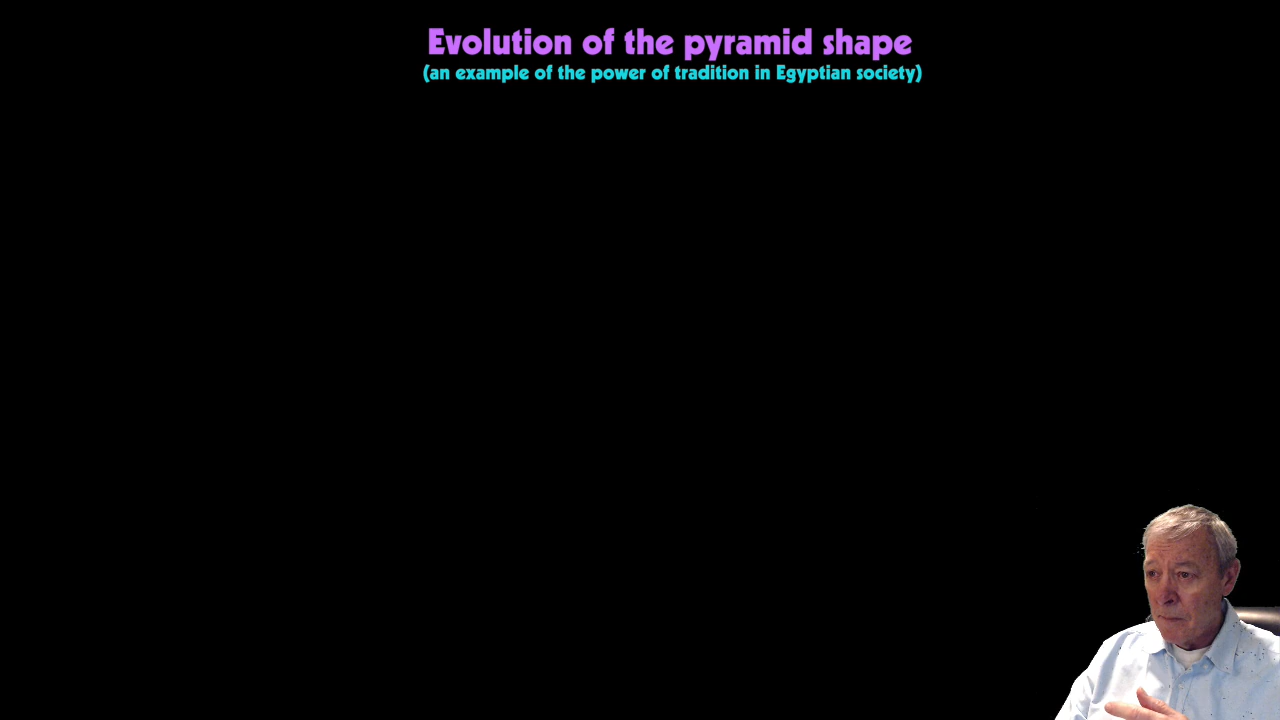 Evolution of the pyramid shape
(an example of the power of tradition in Egyptian society)